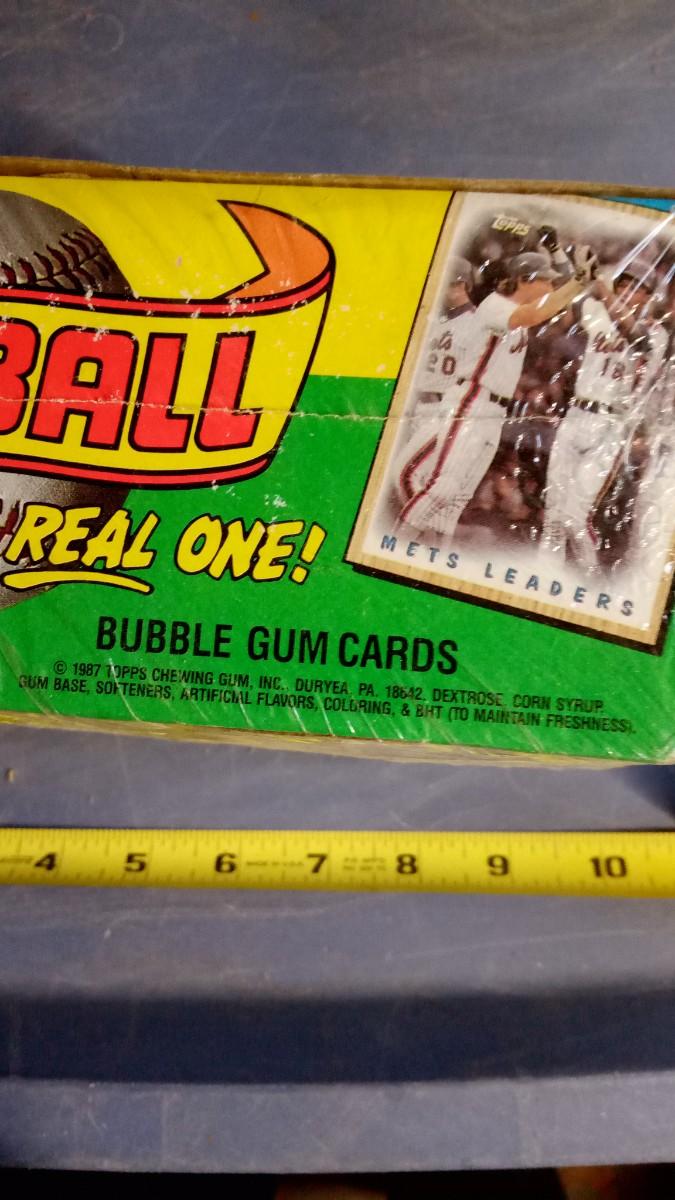 BALL
REAL ONE!
Topps
METS LEADERS
BUBBLE GUM CARDS
© 1987 TOPPS CHEWING GUM, INC., DURYEA, PA. 18642. DEXTROSE, CORN SYRUP,
GUM BASE, SOFTENERS, ARTIFICIAL FLAVORS, COLORING, & BHT (TO MAINTAIN FRESHNESS).
4 5 6 7 8 9 10